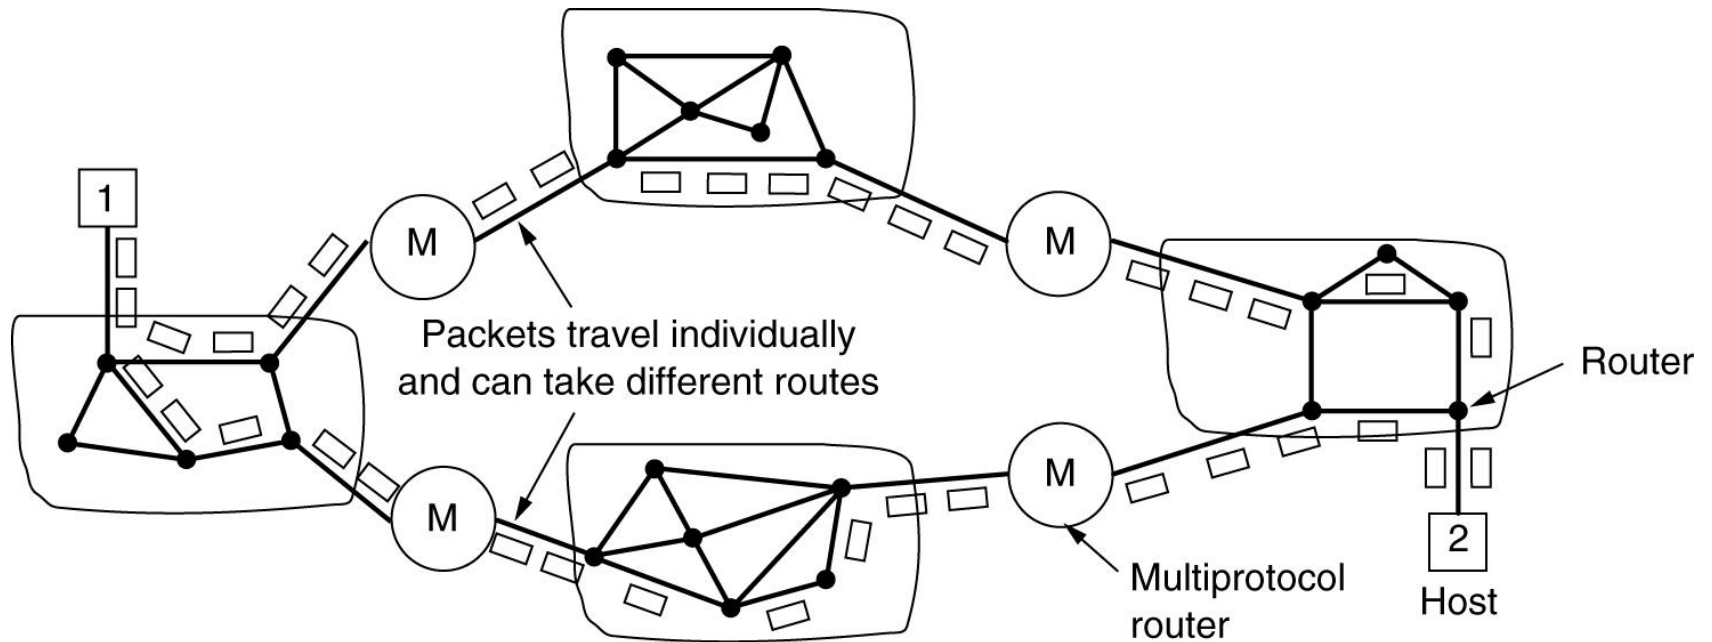 1
M
M
Packets travel individually
and can take different routes
Router
M
M
2
Host
Multiprotocol
router